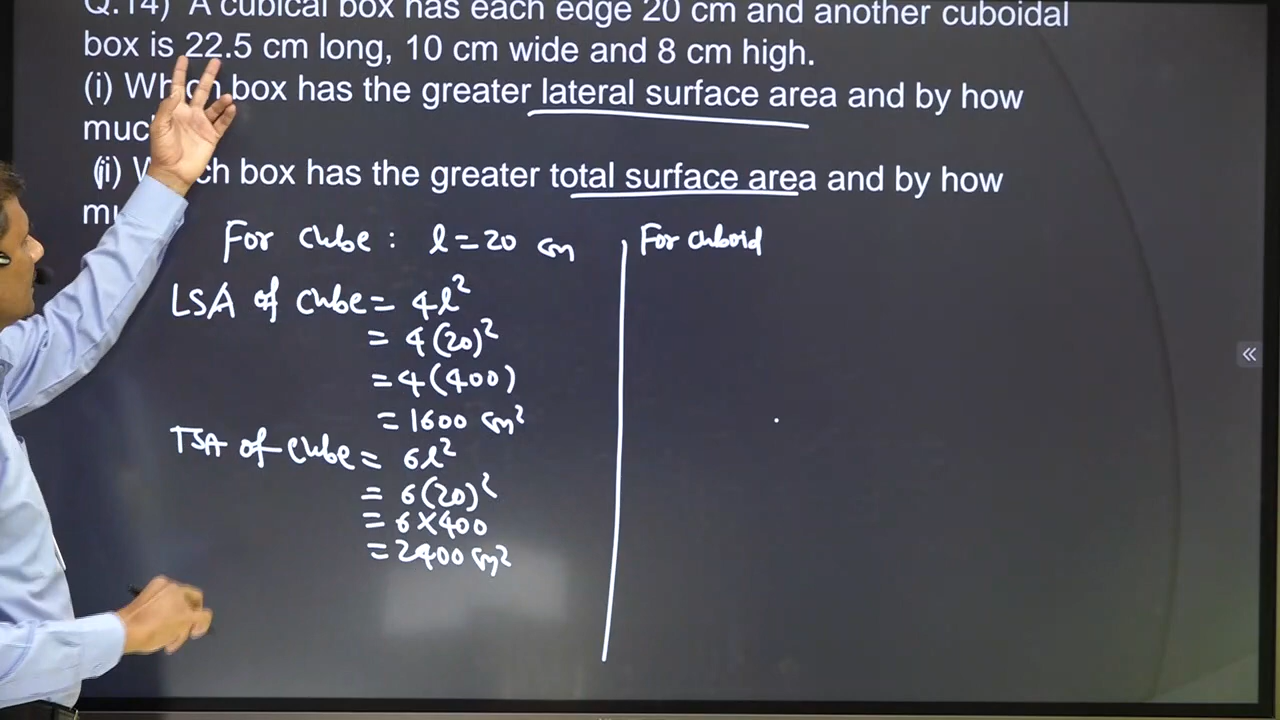 Q.14) A cubical box has each edge 20 cm and another cuboidal
box is 22.5 cm long, 10 cm wide and 8 cm high.
(i) Which box has the greater lateral surface area and by how
muc
(ii) box has the greater total surface area and by how
For cube : l = 20 cm
LSA of cube = 4l²
= 4(20)²
= 4(400)
= 1600 cm²
TSA of cube = 6l²
= 6(20)²
= 6×400
= 2400 cm²
For cuboid